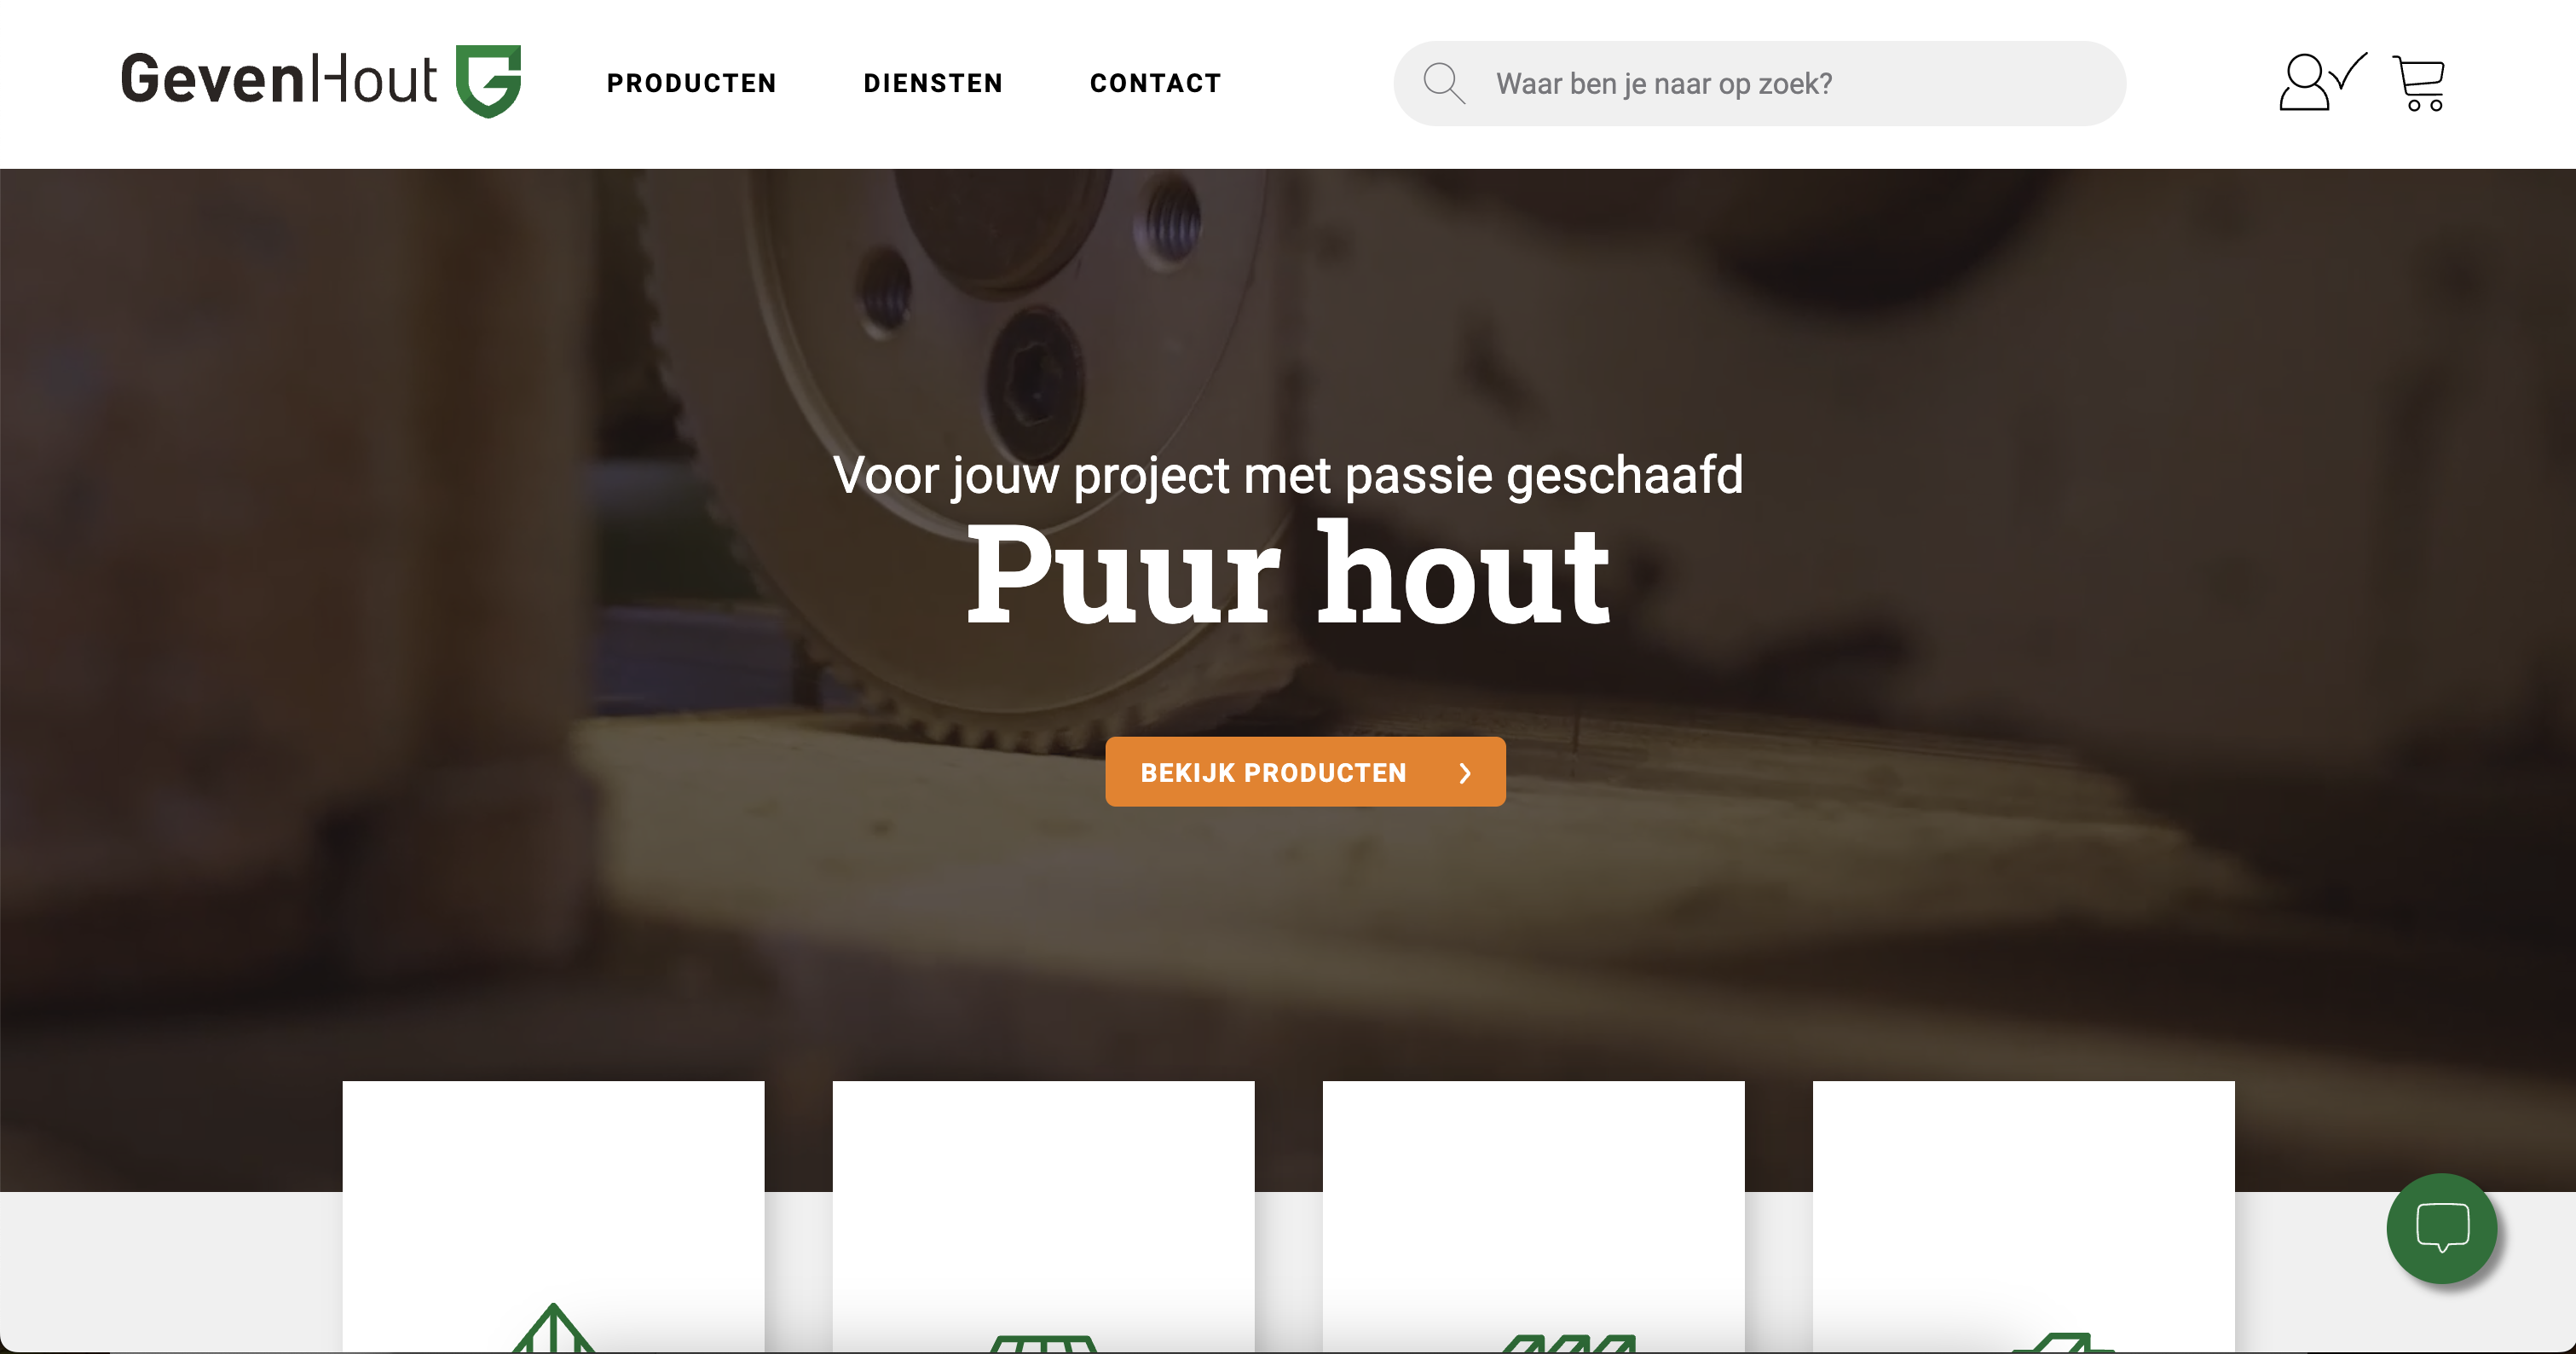 GevenHout
PRODUCTEN
DIENSTEN
CONTACT
Waar ben je naar op zoek?
Voor jouw project met passie geschaafd
Puur hout
BEKIJK PRODUCTEN